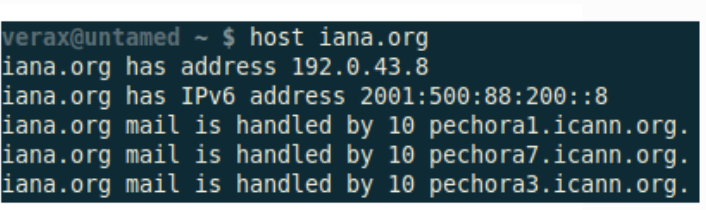 verax@untamed ~ $ host iana.org
iana.org has address 192.0.43.8
iana.org has IPv6 address 2001:500:88:200::8
iana.org mail is handled by 10 pechora1.icann.org.
iana.org mail is handled by 10 pechora7.icann.org.
iana.org mail is handled by 10 pechora3.icann.org.